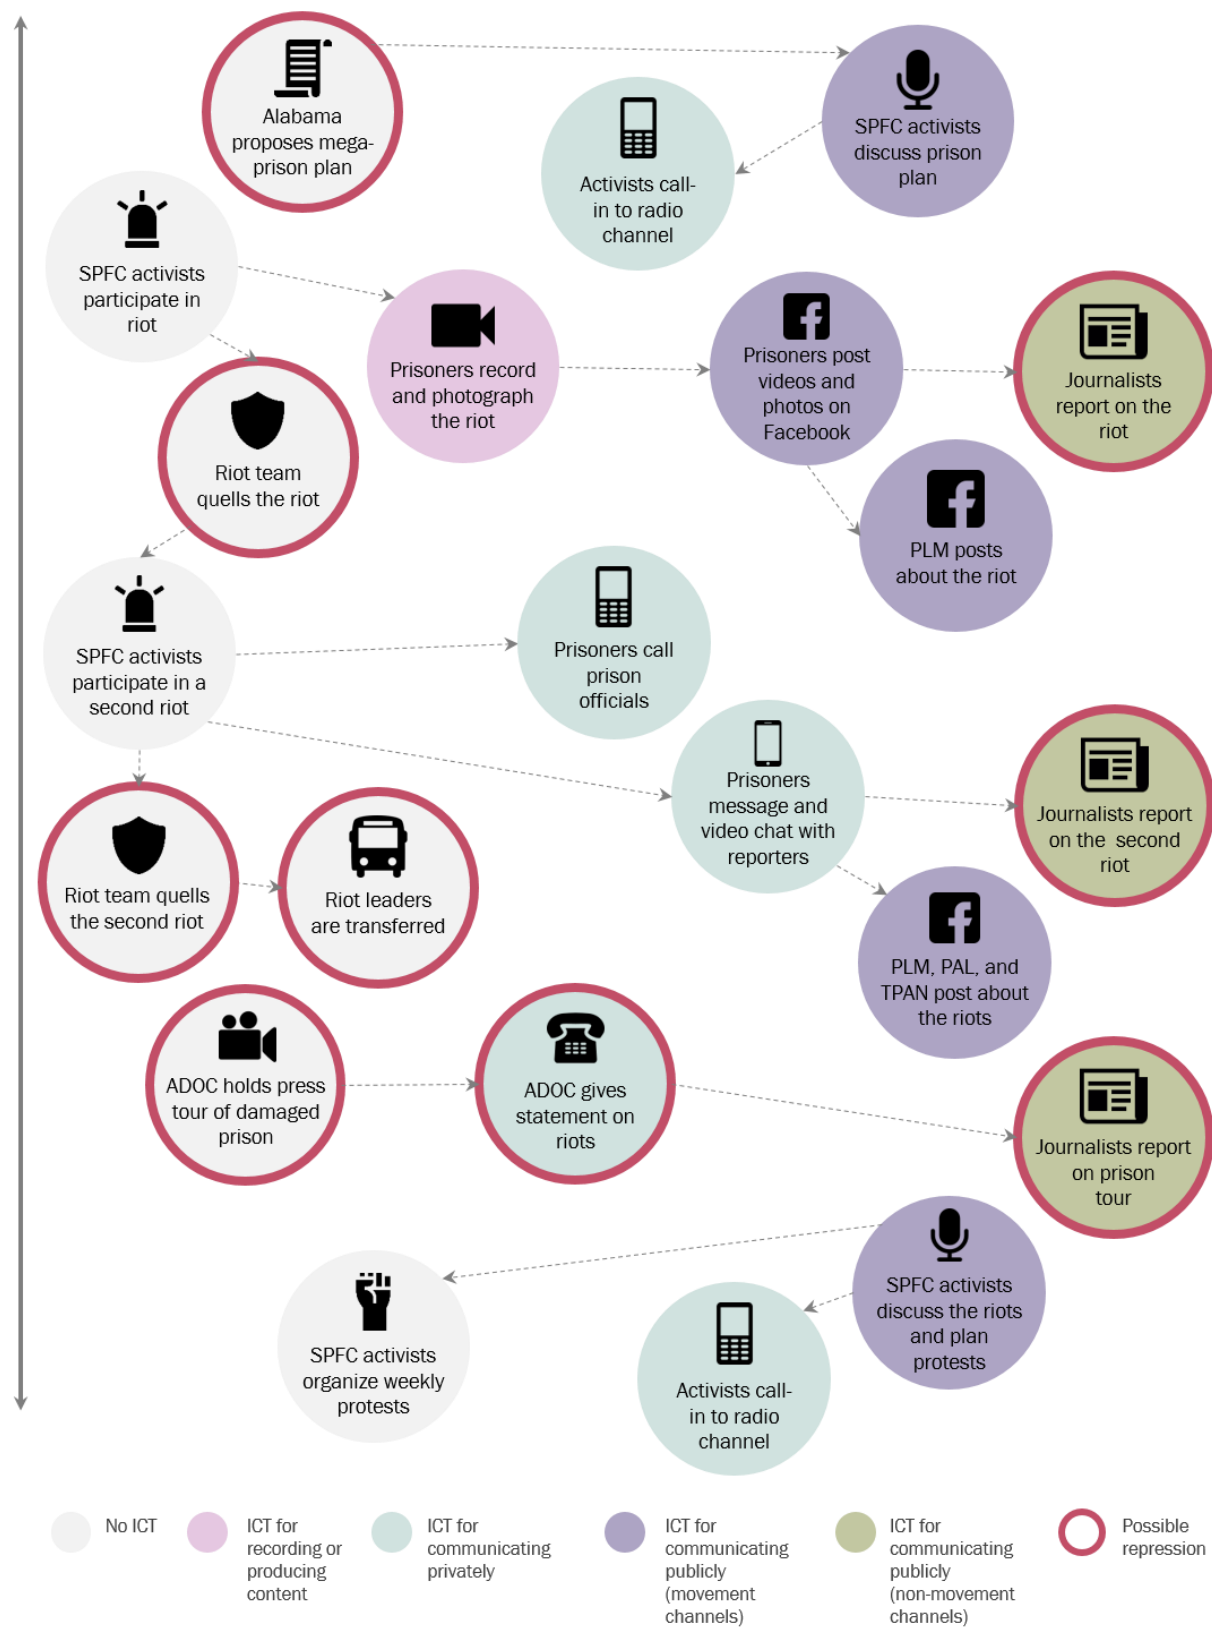 Alabama
proposes mega-
prison plan
SPFC activists
discuss prison
plan
Activists call-
in to radio
channel
SPFC activists
participate in
riot
Prisoners record
and photograph
the riot
Prisoners post
videos and
photos on
Facebook
Journalists
report on the
riot
Riot team
quells the riot
PLM posts
about the riot
SPFC activists
participate in a
second riot
Prisoners call
prison
officials
Prisoners
message and
video chat with
reporters
Journalists report
on the second
riot
Riot team quells
the second riot
Riot leaders
are transferred
PLM, PAL, and
TPAN post about
the riots
ADOC holds press
tour of damaged
prison
ADOC gives
statement on
riots
Journalists report
on prison
tour
SPFC activists
discuss the riots
and plan
protests
SPFC activists
organize weekly
protests
Activists call-
in to radio
channel
No ICT
ICT for
recording or
producing
content
ICT for
communicating
privately
ICT for
communicating
publicly
(movement
channels)
ICT for
communicating
publicly
(non-movement
channels)
Possible
repression